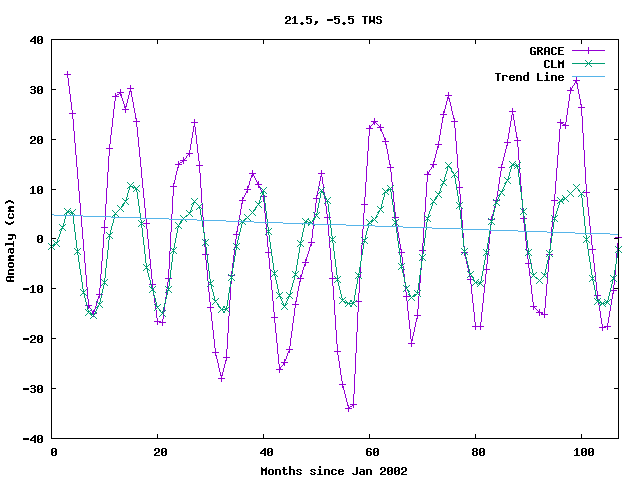 21.5, -5.5 TWS
GRACE
CLM
Trend Line
Anomaly (cm)
40
30
20
10
0
-10
-20
-30
-40
0 20 40 60 80 100
Months since Jan 2002